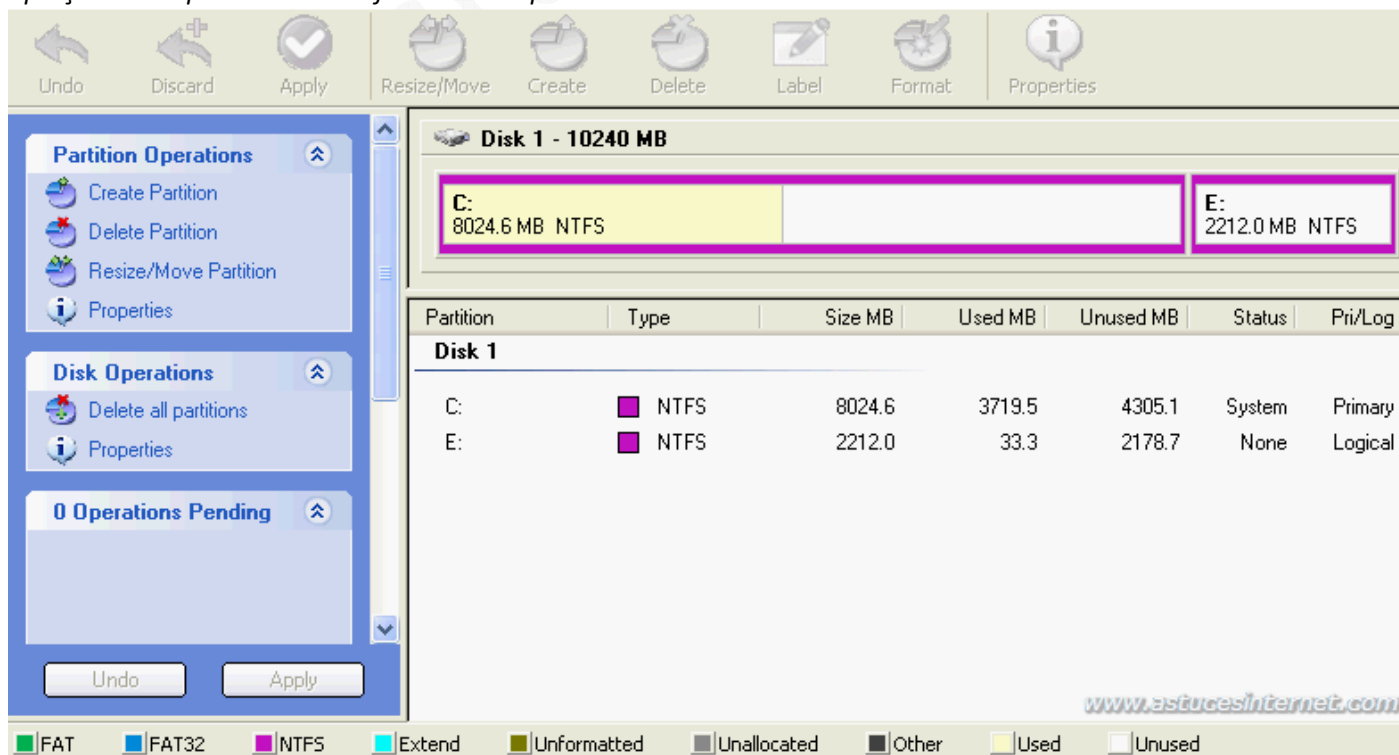 Undo Discard Apply Resize/Move Create Delete Label Format Properties
Partition Operations
Create Partition
Delete Partition
Resize/Move Partition
Properties
Disk Operations
Delete all partitions
Properties
0 Operations Pending
Undo Apply
Disk 1 - 10240 MB
C:
8024.6 MB NTFS
E:
2212.0 MB NTFS
Partition Type Size MB Used MB Unused MB Status Pri/Log
Disk 1
C: NTFS 8024.6 3719.5 4305.1 System Primary
E: NTFS 2212.0 33.3 2178.7 None Logical
www.astucesinternet.com
FAT FAT32 NTFS Extend Unformatted Unallocated Other Used Unused